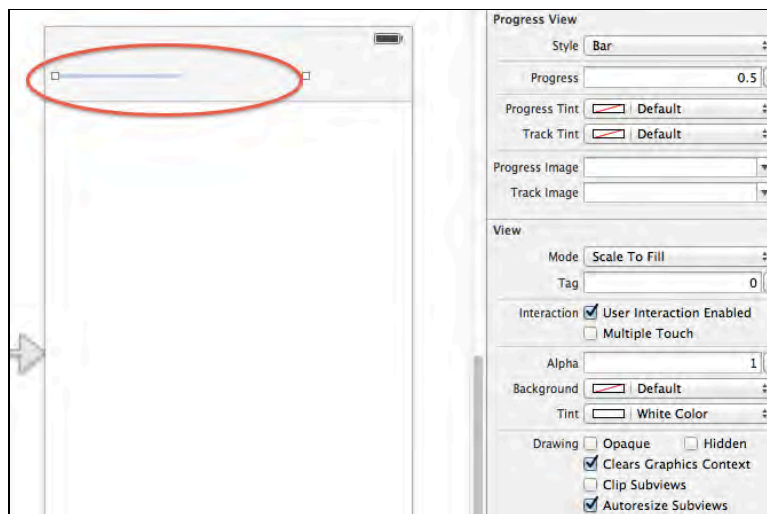 Progress View
Style Bar
Progress 0.5
Progress Tint Default
Track Tint Default
Progress Image
Track Image
View
Mode Scale To Fill
Tag 0
Interaction User Interaction Enabled
Multiple Touch
Alpha 1
Background Default
Tint White Color
Drawing Opaque Hidden
Clears Graphics Context
Clip Subviews
Autoresize Subviews